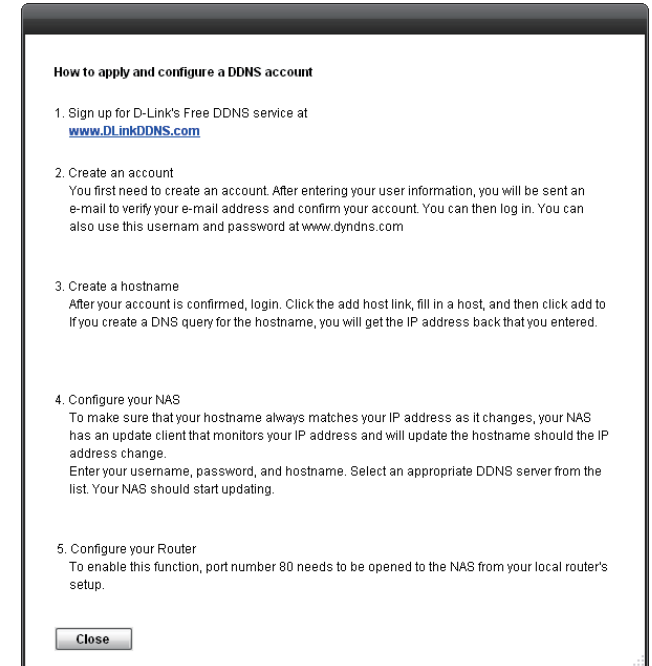 How to apply and configure a DDNS account
1. Sign up for D-Link's Free DDNS service at
www.DLinkDDNS.com
2. Create an account
You first need to create an account. After entering your user information, you will be sent an
e-mail to verify your e-mail address and confirm your account. You can then log in. You can
also use this usernam and password at www.dyndns.com
3. Create a hostname
After your account is confirmed, login. Click the add host link, fill in a host, and then click add to
If you create a DNS query for the hostname, you will get the IP address back that you entered.
4. Configure your NAS
To make sure that your hostname always matches your IP address as it changes, your NAS
has an update client that monitors your IP address and will update the hostname should the IP
address change.
Enter your username, password, and hostname. Select an appropriate DDNS server from the
list. Your NAS should start updating.
5. Configure your Router
To enable this function, port number 80 needs to be opened to the NAS from your local router's
setup.
Close